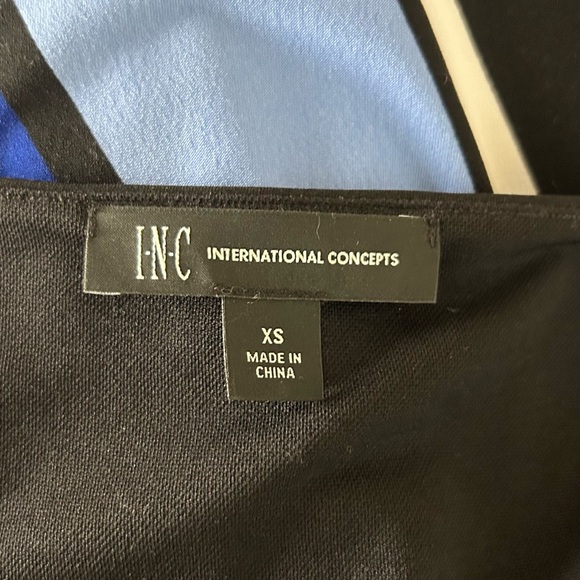 I·N·C INTERNATIONAL CONCEPTS
XS
MADE IN
CHINA